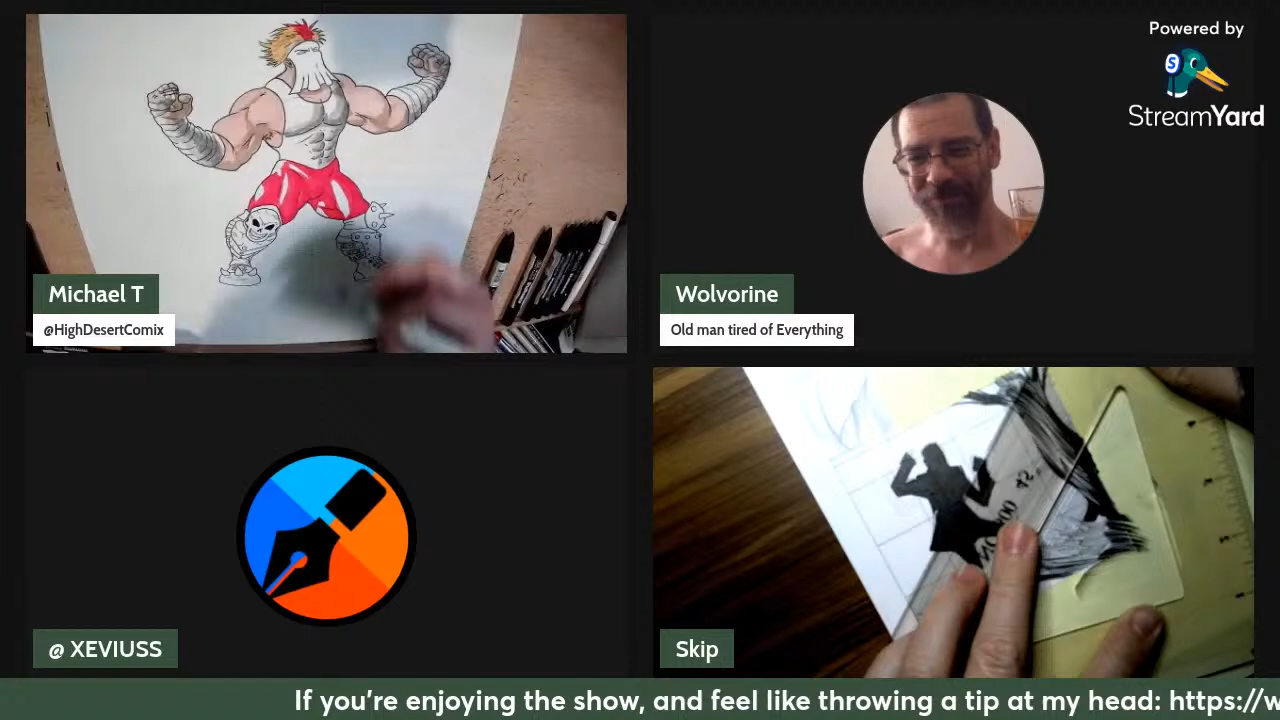 Powered by
StreamYard
Michael T
@HighDesertComix
Wolvorine
Old man tired of Everything
@ XEVIUSS
Skip
If you're enjoying the show, and feel like throwing a tip at my head: https://w